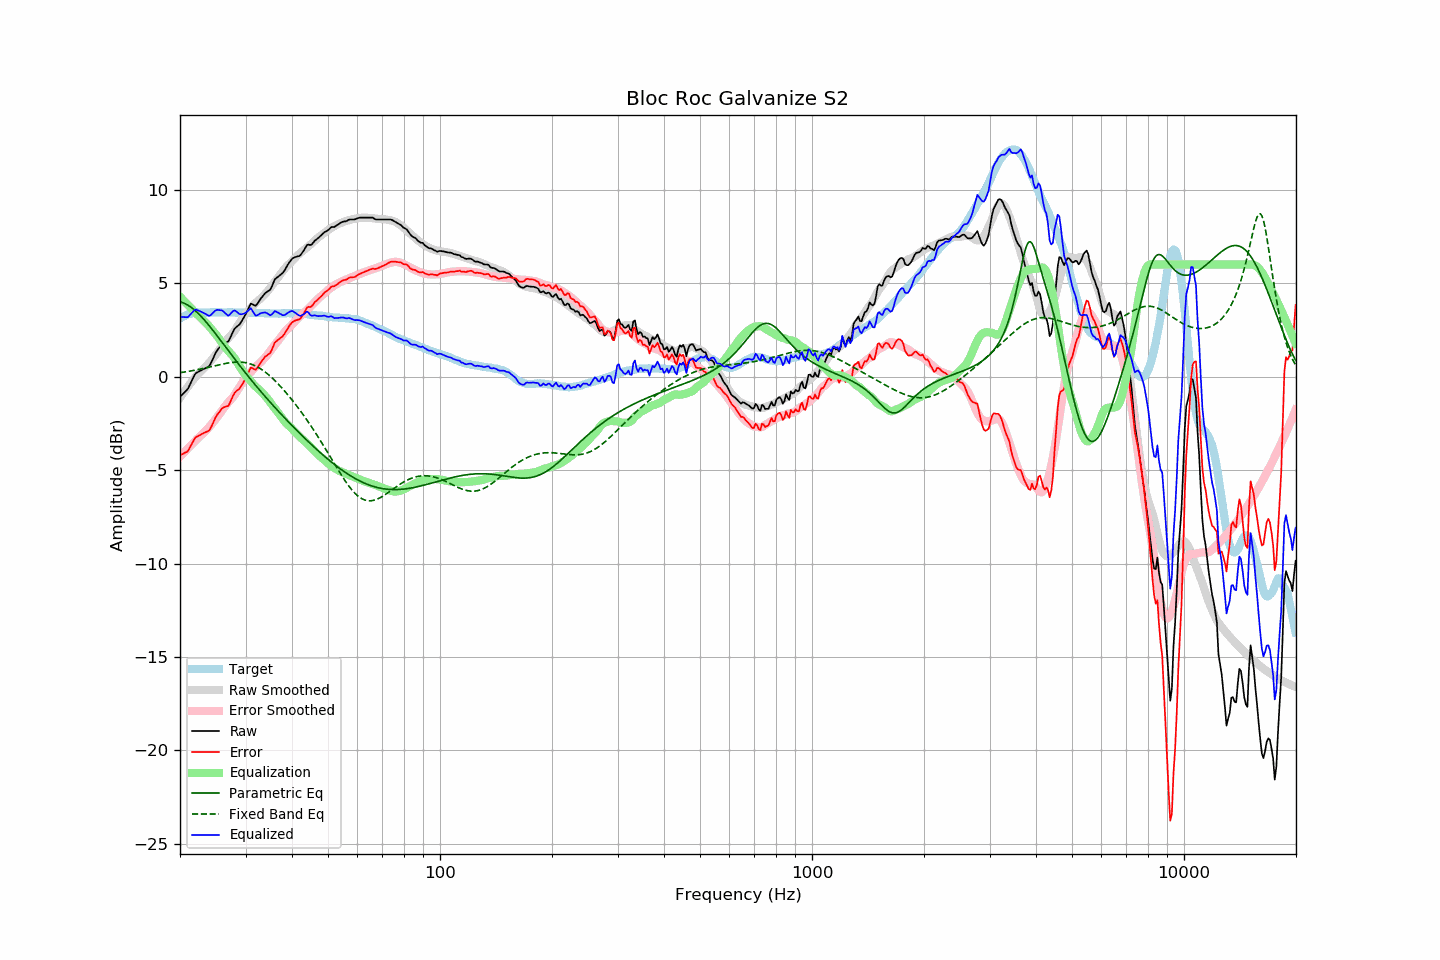 Bloc Roc Galvanize S2
Amplitude (dBr)
10
5
0
−5
−10
−15
−20
−25
Target
Raw Smoothed
Error Smoothed
Raw
Error
Equalization
Parametric Eq
Fixed Band Eq
Equalized
100
1000
10000
Frequency (Hz)